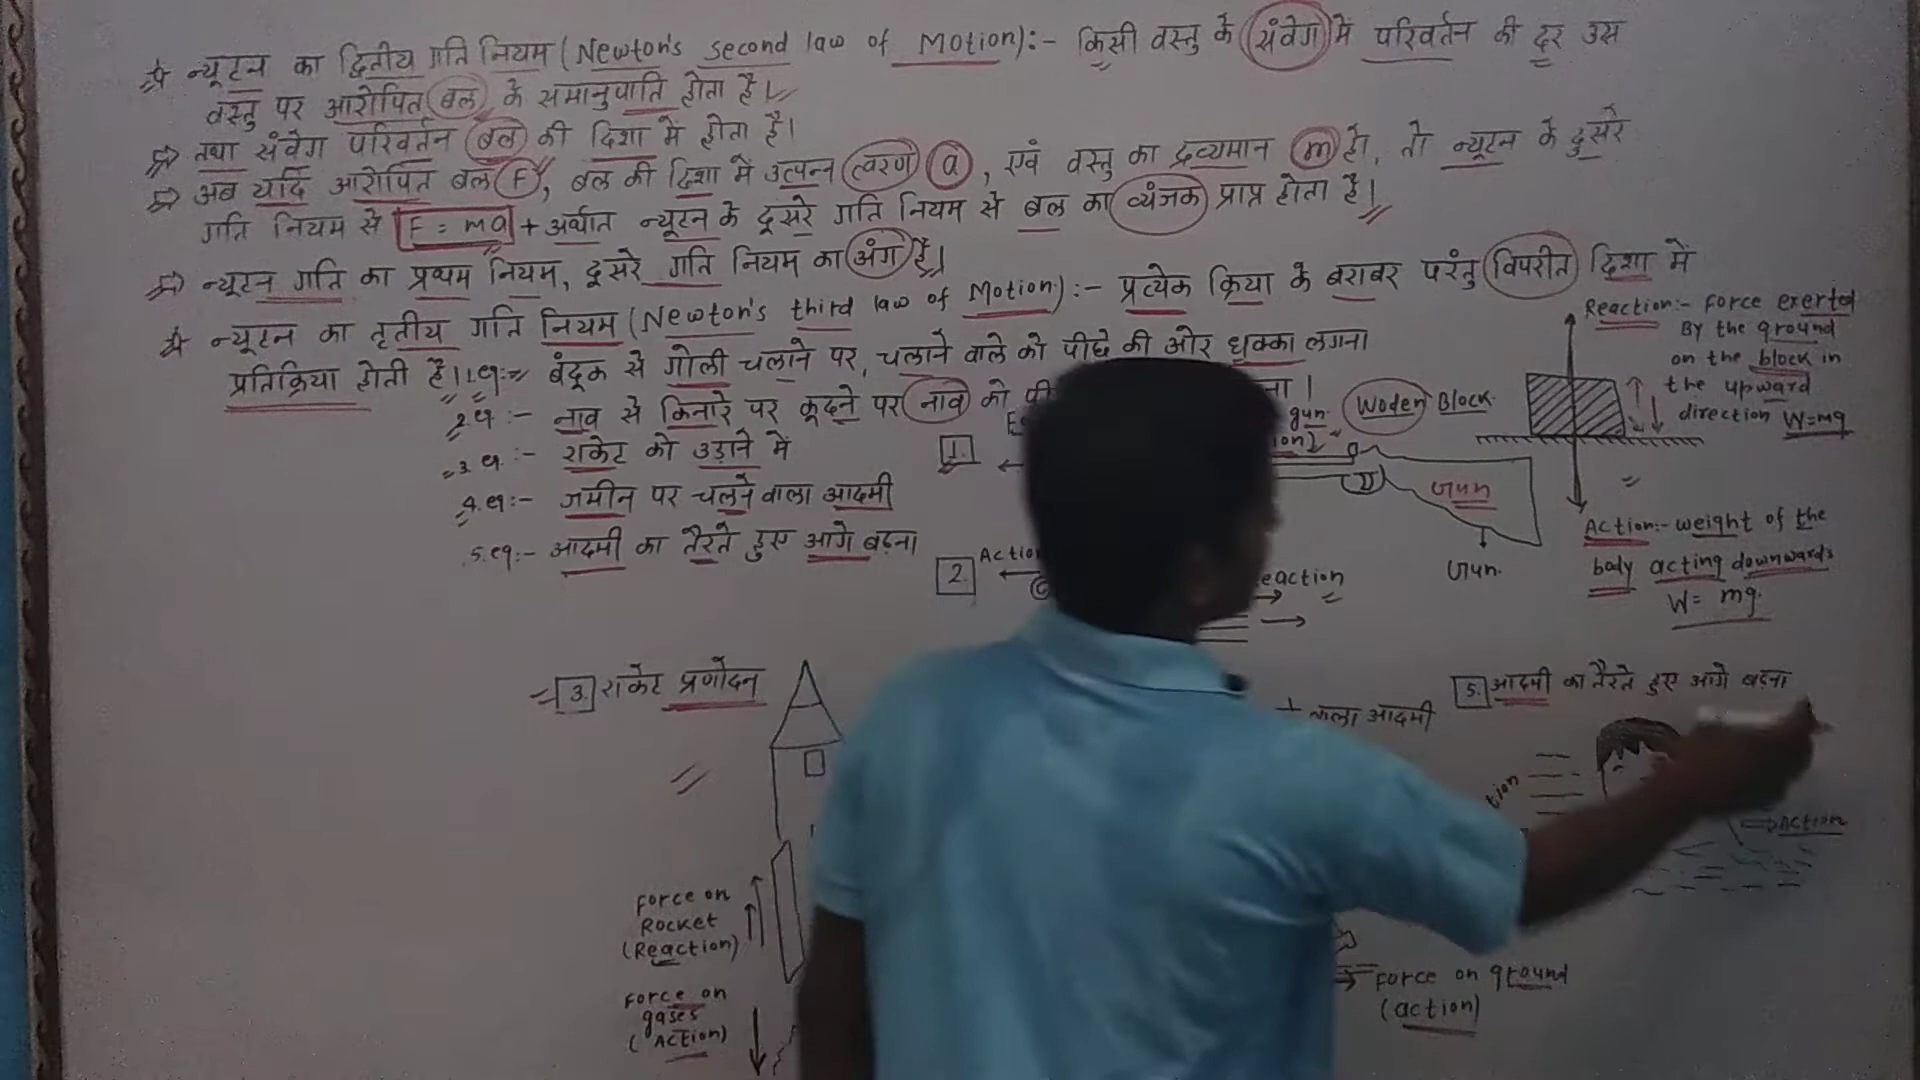 न्यूटन का द्वितीय गति नियम (Newton's second law of Motion):- किसी वस्तु के संवेग में परिवर्तन की दर उस
वस्तु पर आरोपित बल के समानुपाति होता है।
तथा संवेग परिवर्तन बल की दिशा में होता है।
अब यदि आरोपित बल F, बल की दिशा में उत्पन्न त्वरण a, एवं वस्तु का द्रव्यमान m हो, तो न्यूटन के दुसरे
गति नियम से F = ma + अर्थात न्यूटन के दूसरे गति नियम से बल का व्यंजक प्राप्त होता है।
न्यूटन गति का प्रथम नियम, दूसरे गति नियम का अंग है।
न्यूटन का तृतीय गति नियम (Newton's third law of Motion):- प्रत्येक क्रिया के बराबर परंतु विपरीत दिशा में
प्रतिक्रिया होती है। 1.eg:- बंदूक से गोली चलाने पर, चलाने वाले को पीछे की ओर धक्का लगना
2.eg:- नाव से किनारे पर कूदने पर नाव को
3.eg:- राकेट को उड़ाने में
4.eg:- जमीन पर चलने वाला आदमी
5.eg:- आदमी का तैरते हुए आगे बढ़ना
Reaction:- Force exerted
By the ground
on the block in
the upward
direction W=mg
Woden Block.
Action:- weight of the
body acting downwards
W= mg.
1.
gun.
Gun
Gun.
2.
Action
Reaction
3. राकेट प्रणोदन
Force on
Rocket
(Reaction)
Force on
gases
(Action)
वाला आदमी
Force on ground
(action)
5. आदमी का तैरते हुए आगे बढना
Action